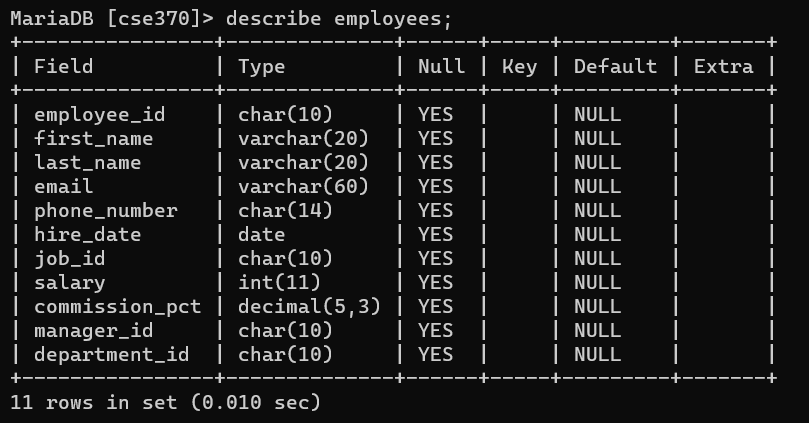 MariaDB [cse370]> describe employees;
+----------------+--------------+------+-----+---------+-------+
| Field          | Type         | Null | Key | Default | Extra |
+----------------+--------------+------+-----+---------+-------+
| employee_id    | char(10)     | YES  |     | NULL    |       |
| first_name     | varchar(20)  | YES  |     | NULL    |       |
| last_name      | varchar(20)  | YES  |     | NULL    |       |
| email          | varchar(60)  | YES  |     | NULL    |       |
| phone_number   | char(14)     | YES  |     | NULL    |       |
| hire_date      | date         | YES  |     | NULL    |       |
| job_id         | char(10)     | YES  |     | NULL    |       |
| salary         | int(11)      | YES  |     | NULL    |       |
| commission_pct | decimal(5,3) | YES  |     | NULL    |       |
| manager_id     | char(10)     | YES  |     | NULL    |       |
| department_id  | char(10)     | YES  |     | NULL    |       |
+----------------+--------------+------+-----+---------+-------+
11 rows in set (0.010 sec)